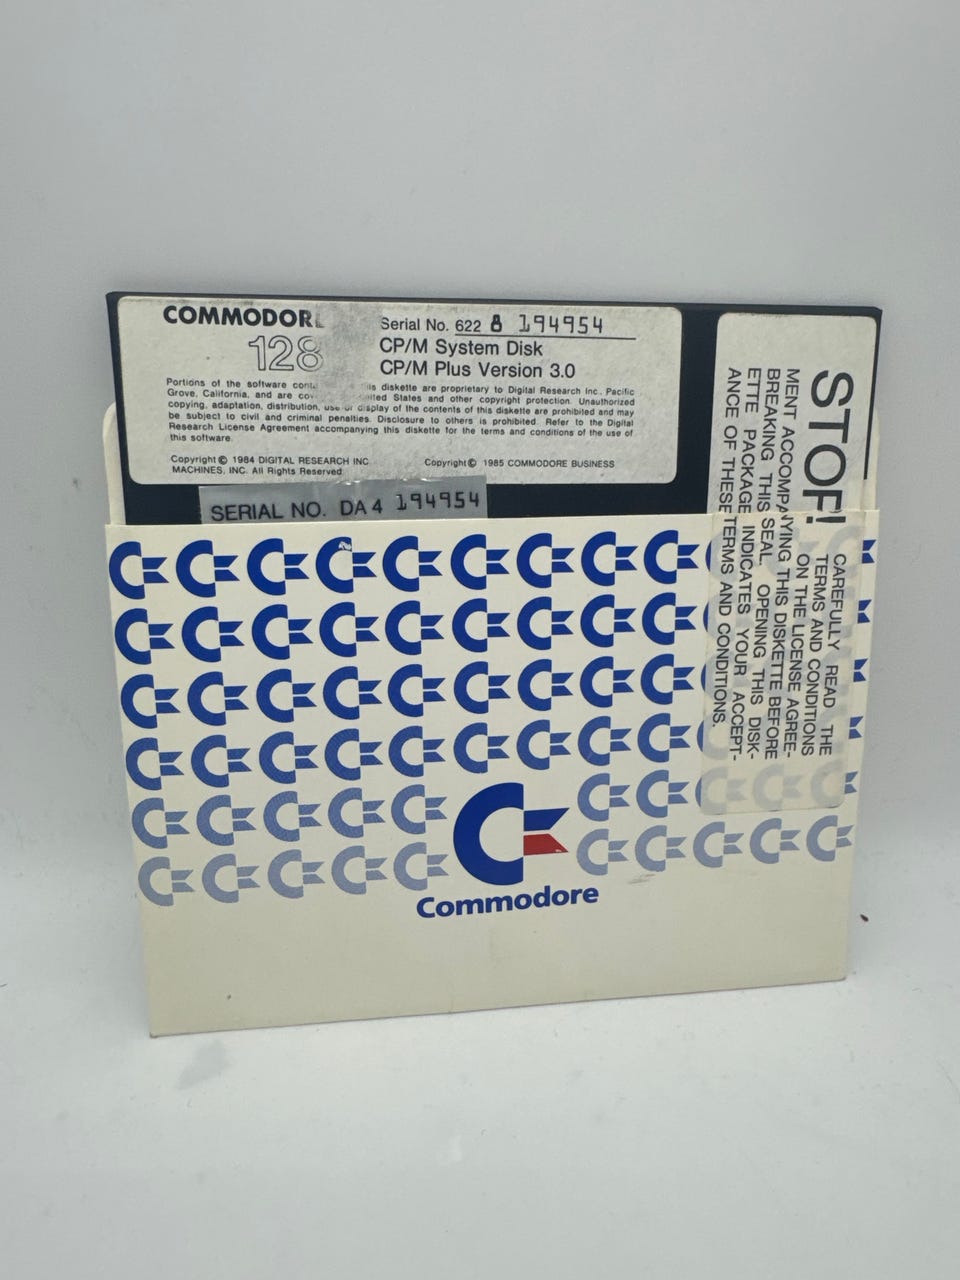 COMMODORE
128
Serial No. 622 8 194954
CP/M System Disk
CP/M Plus Version 3.0
Portions of the software con this diskette are proprietary to Digital Research Inc., Pacific
Grove, California, and are co United States and other copyright protection. Unauthorized
copying, adaptation, distribution, use or display of the contents of this diskette are prohibited and may
be subject to civil and criminal penalties. Disclosure to others is prohibited. Refer to the Digital
Research License Agreement accompanying this diskette for the terms and conditions of the use of
this software.
Copyright © 1984 DIGITAL RESEARCH INC
MACHINES, INC. All Rights Reserved.
Copyright © 1985 COMMODORE BUSINESS
SERIAL NO. DA4 194954
STOP!
CAREFULLY READ THE
TERMS AND CONDITIONS
ON THE LICENSE AGREE-
MENT ACCOMPANYING THIS DISKETTE BEFORE
BREAKING THIS SEAL. OPENING THIS DISK-
ETTE PACKAGE INDICATES YOUR ACCEPT-
ANCE OF THESE TERMS AND CONDITIONS.
Commodore